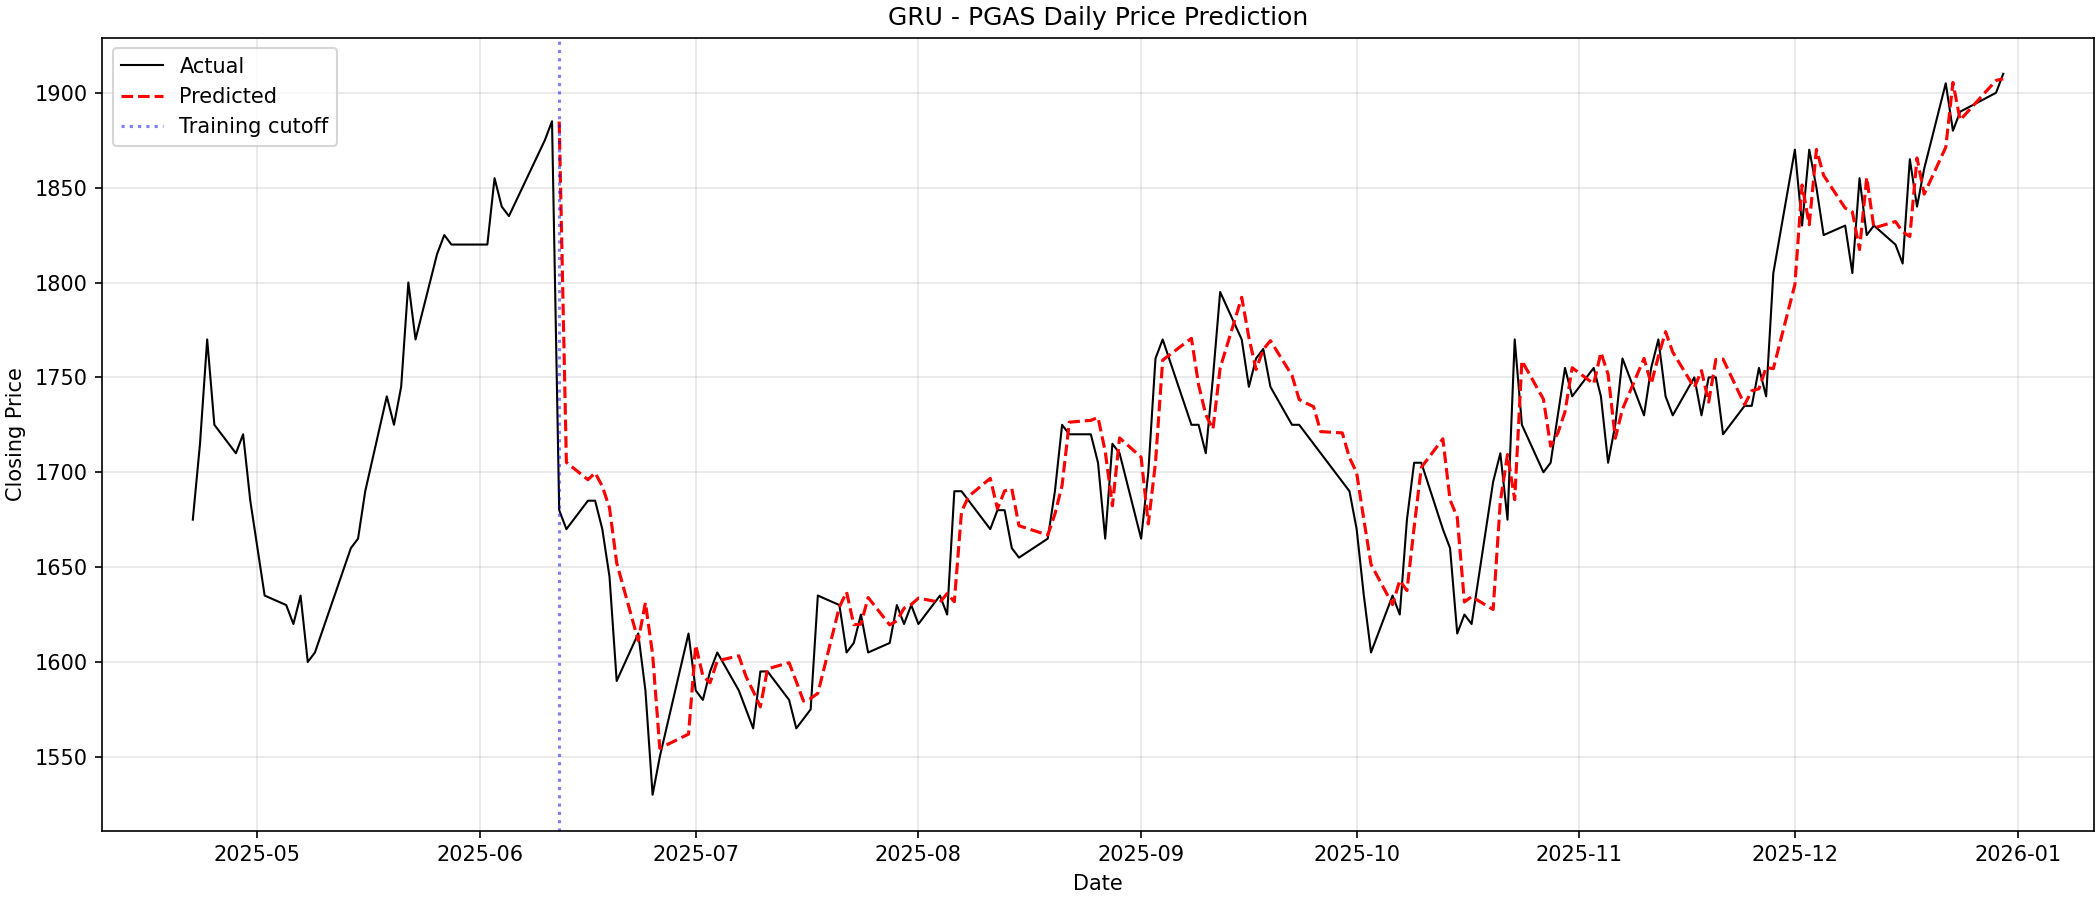 GRU - PGAS Daily Price Prediction
Actual
Predicted
Training cutoff
Closing Price
1900
1850
1800
1750
1700
1650
1600
1550
2025-05 2025-06 2025-07 2025-08 2025-09 2025-10 2025-11 2025-12 2026-01
Date